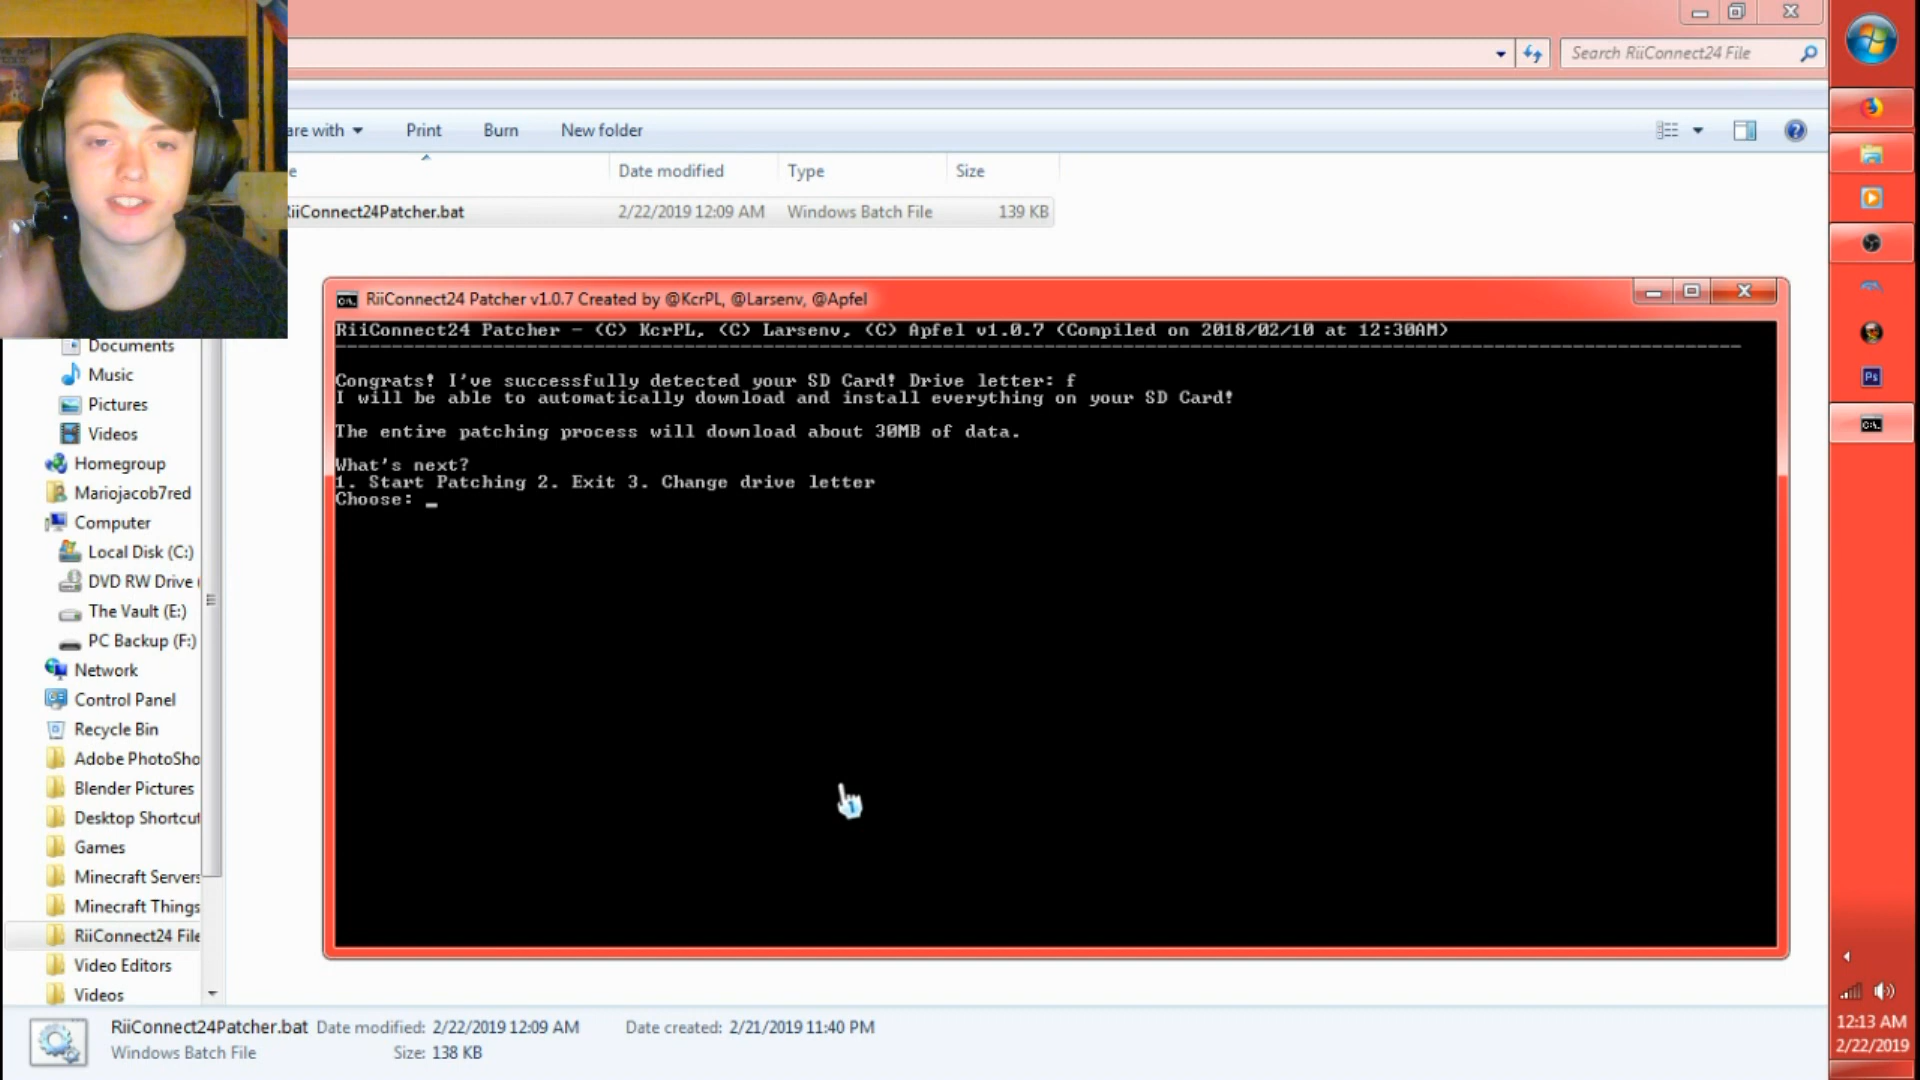 Search RiiConnect24 File
are with
Print
Burn
New folder
Date modified
Type
Size
RiiConnect24Patcher.bat
2/22/2019 12:09 AM
Windows Batch File
139 KB
RiiConnect24 Patcher v1.0.7 Created by @KcrPL, @Larsenv, @Apfel
RiiConnect24 Patcher - (C) KcrPL, (C) Larsenv, (C) Apfel v1.0.7 (Compiled on 2018/02/10 at 12:30AM)
Congrats! I've successfully detected your SD Card! Drive letter: f
I will be able to automatically download and install everything on your SD Card!
The entire patching process will download about 30MB of data.
What's next?
1. Start Patching 2. Exit 3. Change drive letter
Choose: _
Documents
Music
Pictures
Videos
Homegroup
Mariojacob7red
Computer
Local Disk (C:)
DVD RW Drive (
The Vault (E:)
PC Backup (F:)
Network
Control Panel
Recycle Bin
Adobe PhotoSho
Blender Pictures
Desktop Shortcut
Games
Minecraft Servers
Minecraft Things
RiiConnect24 File
Video Editors
Videos
RiiConnect24Patcher.bat Date modified: 2/22/2019 12:09 AM Date created: 2/21/2019 11:40 PM
Windows Batch File Size: 138 KB
Ps
12:13 AM
2/22/2019